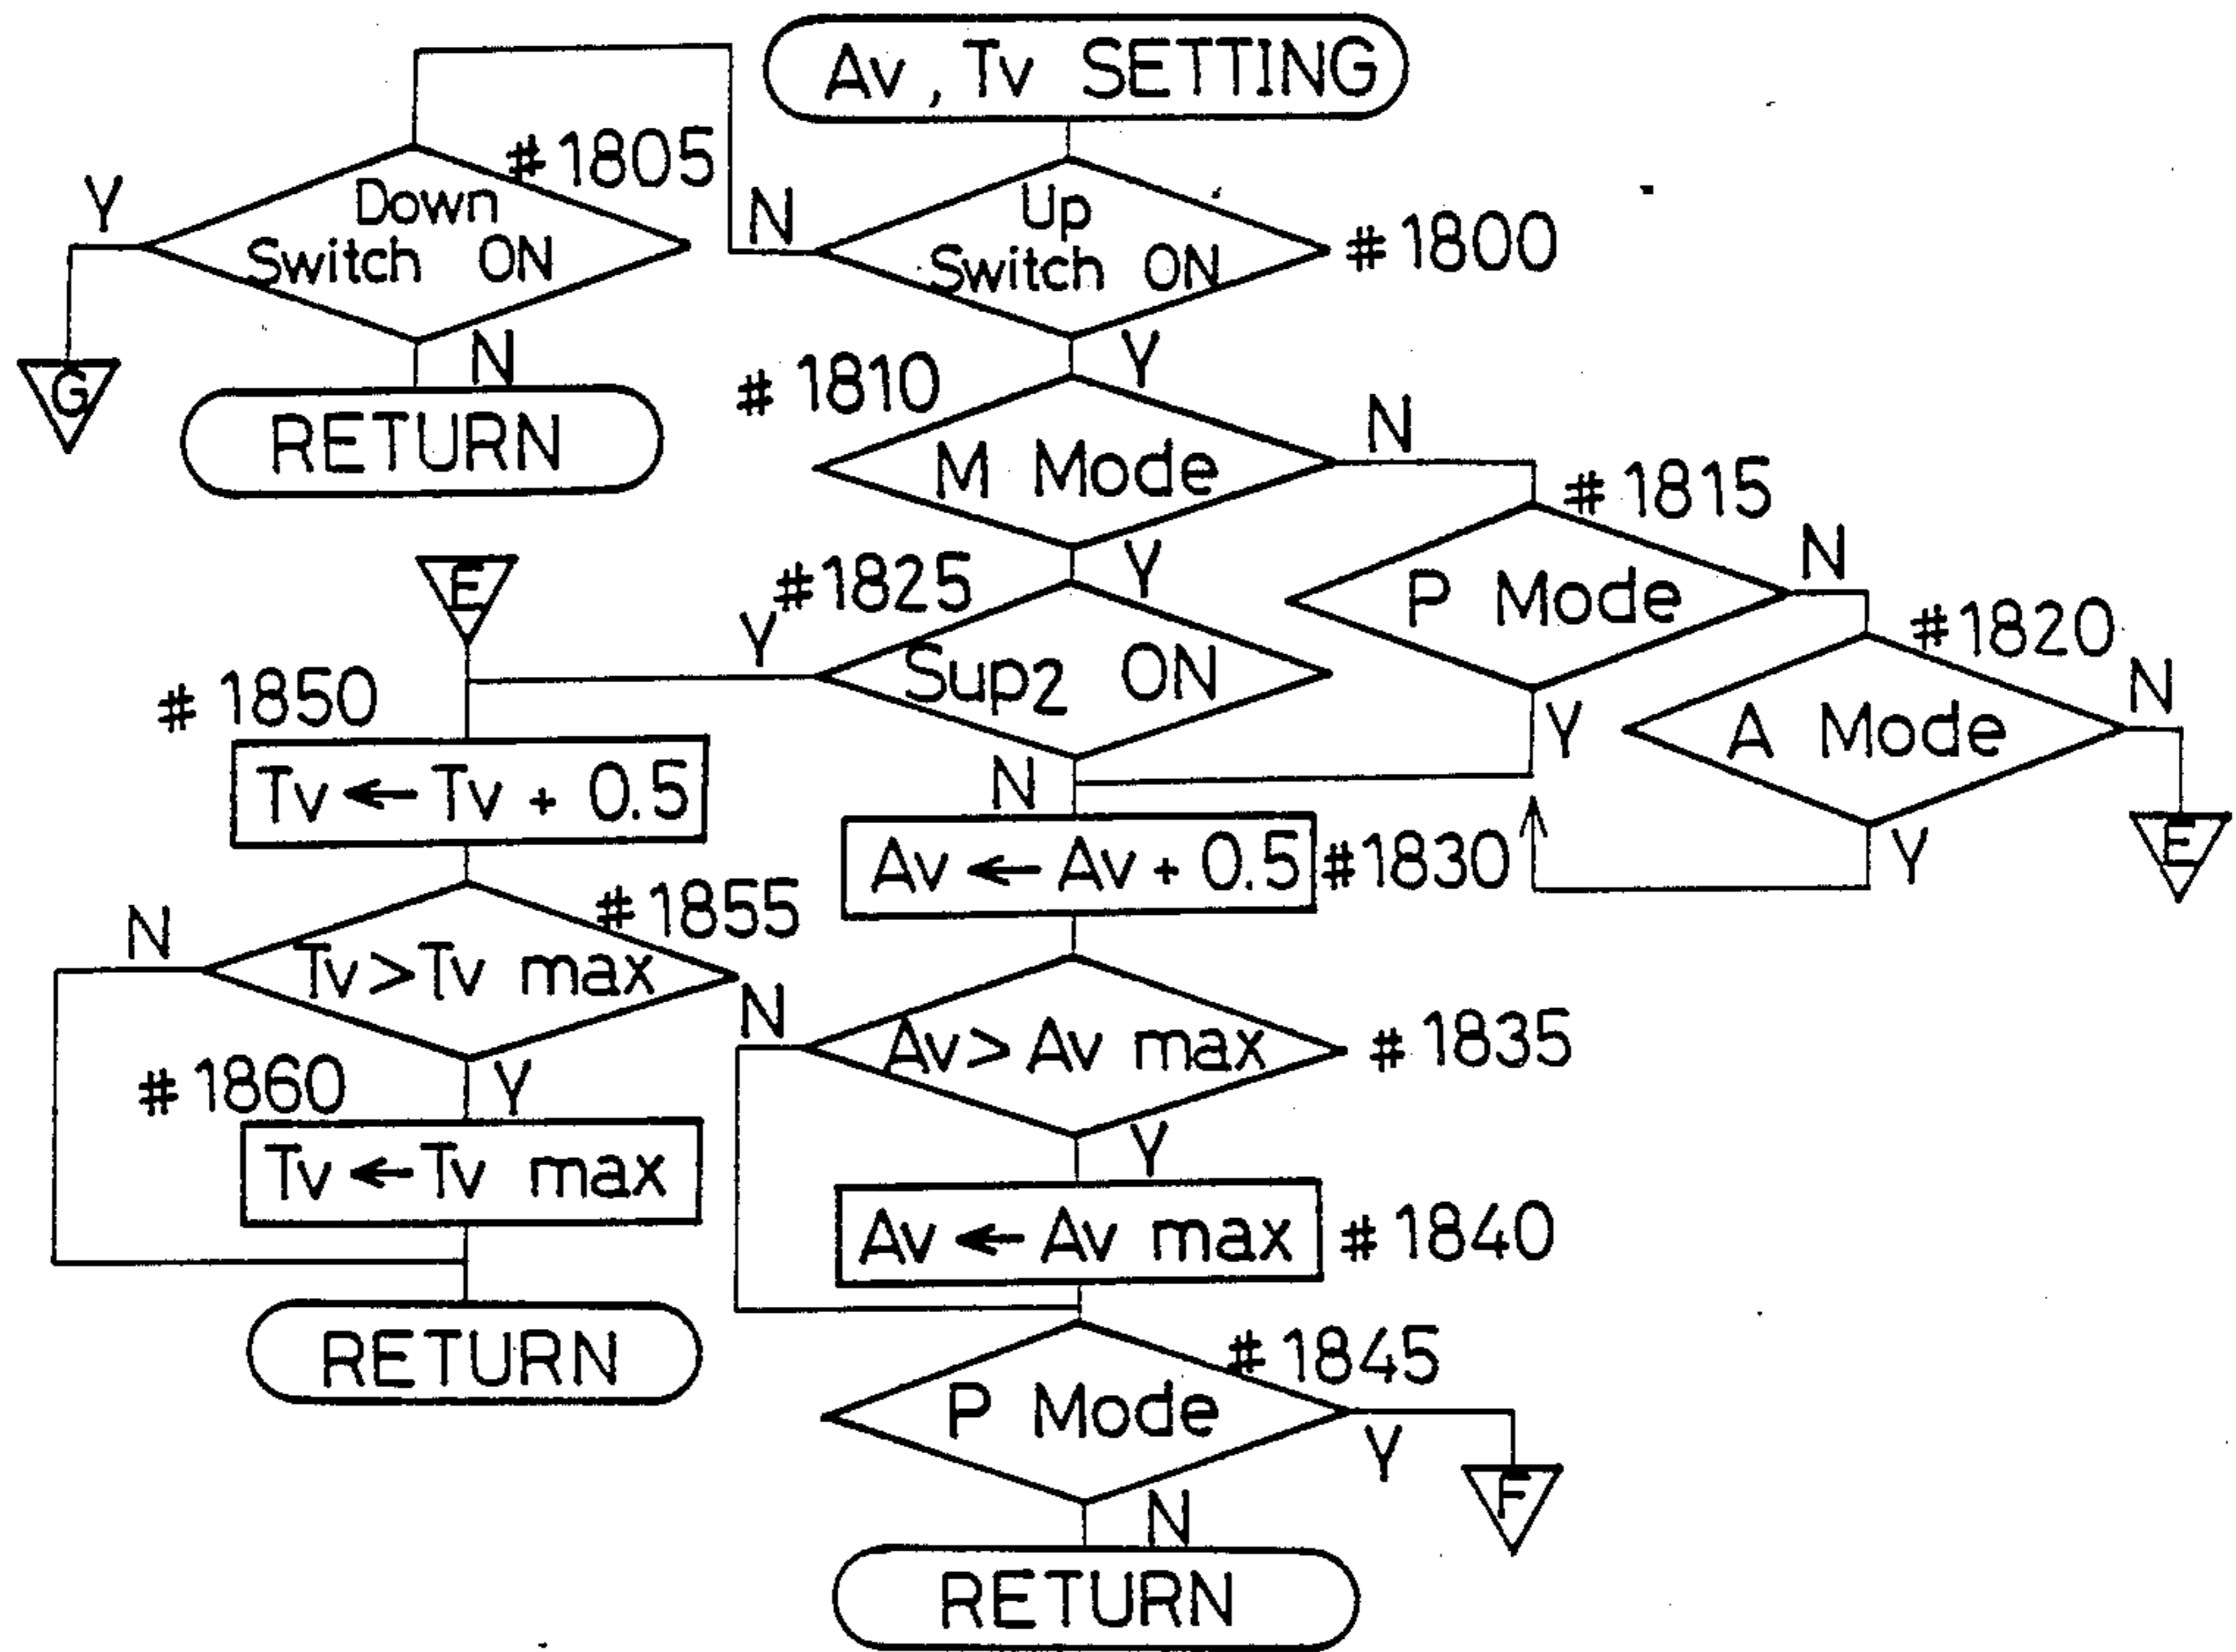 Av, Tv SETTING
#1805
Y
Down
Switch ON
N
Up
Switch ON
#1800
G
N
RETURN
Y
#1810
M Mode
N
#1815
P Mode
N
#1820
A Mode
N
E
Y
Y
E
Y
#1825
Sup2 ON
Y
N
#1850
Tv ← Tv + 0.5
Av ← Av + 0.5
#1830
#1855
N
Tv > Tv max
Y
#1860
Tv ← Tv max
RETURN
N
Av > Av max
#1835
Y
Av ← Av max
#1840
#1845
P Mode
Y
F
N
RETURN